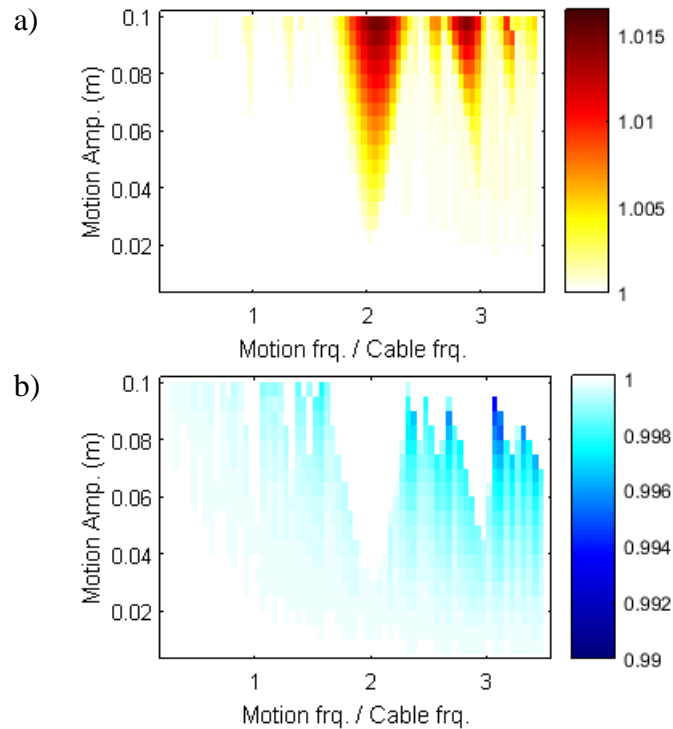 a)
0.1
0.08
0.06
0.04
0.02
Motion Amp. (m)
1 2 3
Motion frq. / Cable frq.
1.015
1.01
1.005
1
b)
0.1
0.08
0.06
0.04
0.02
Motion Amp. (m)
1 2 3
Motion frq. / Cable frq.
1
0.998
0.996
0.994
0.992
0.99